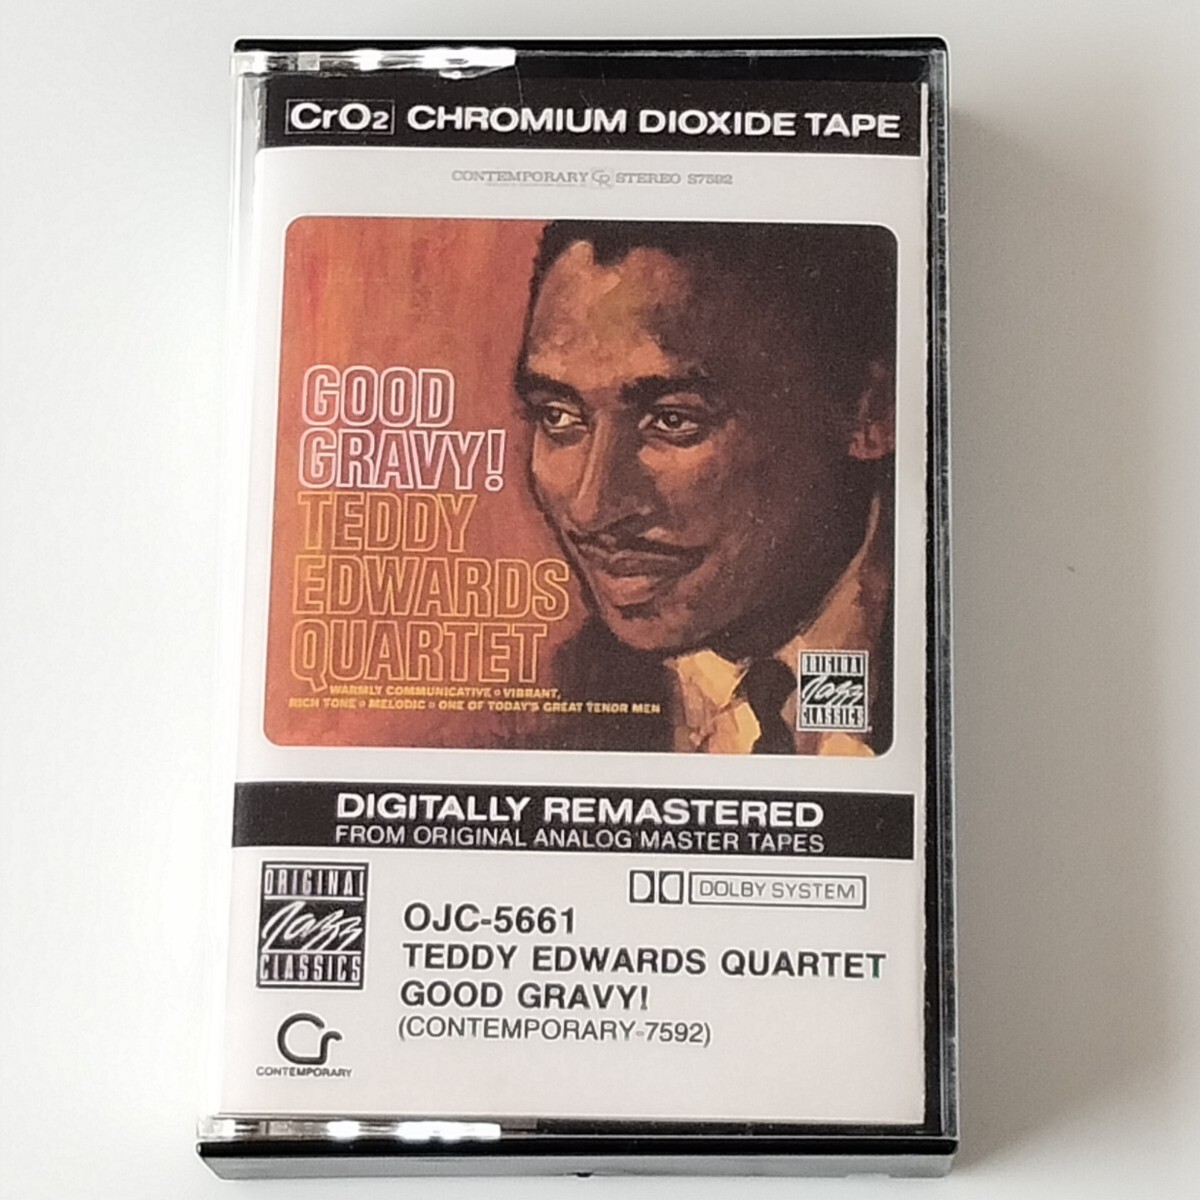 CrO2 CHROMIUM DIOXIDE TAPE
CONTEMPORARY CR STEREO S7592
GOOD
GRAVY!
TEDDY
EDWARDS
QUARTET
WARMLY COMMUNICATIVE • VIBRANT,
RICH TONE • MELODIC • ONE OF TODAY'S GREAT TENOR MEN
ORIGINAL
Jazz
CLASSICS
DIGITALLY REMASTERED
FROM ORIGINAL ANALOG MASTER TAPES
DOLBY SYSTEM
ORIGINAL
Jazz
CLASSICS
OJC-5661
TEDDY EDWARDS QUARTET
GOOD GRAVY!
(CONTEMPORARY-7592)
Cr
CONTEMPORARY